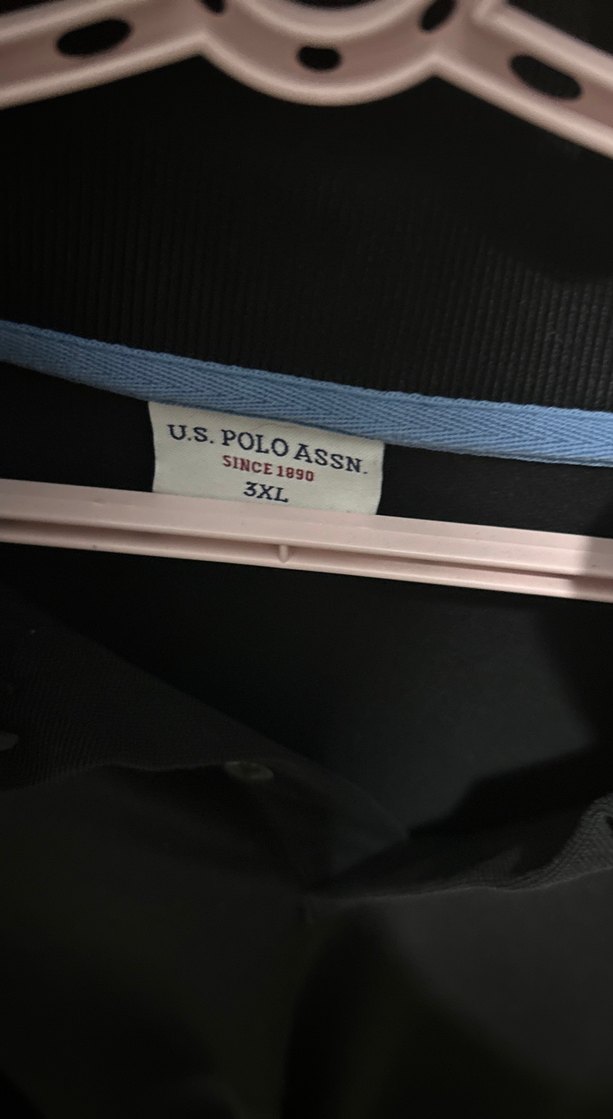 U.S. POLO ASSN.
SINCE 1890
3XL